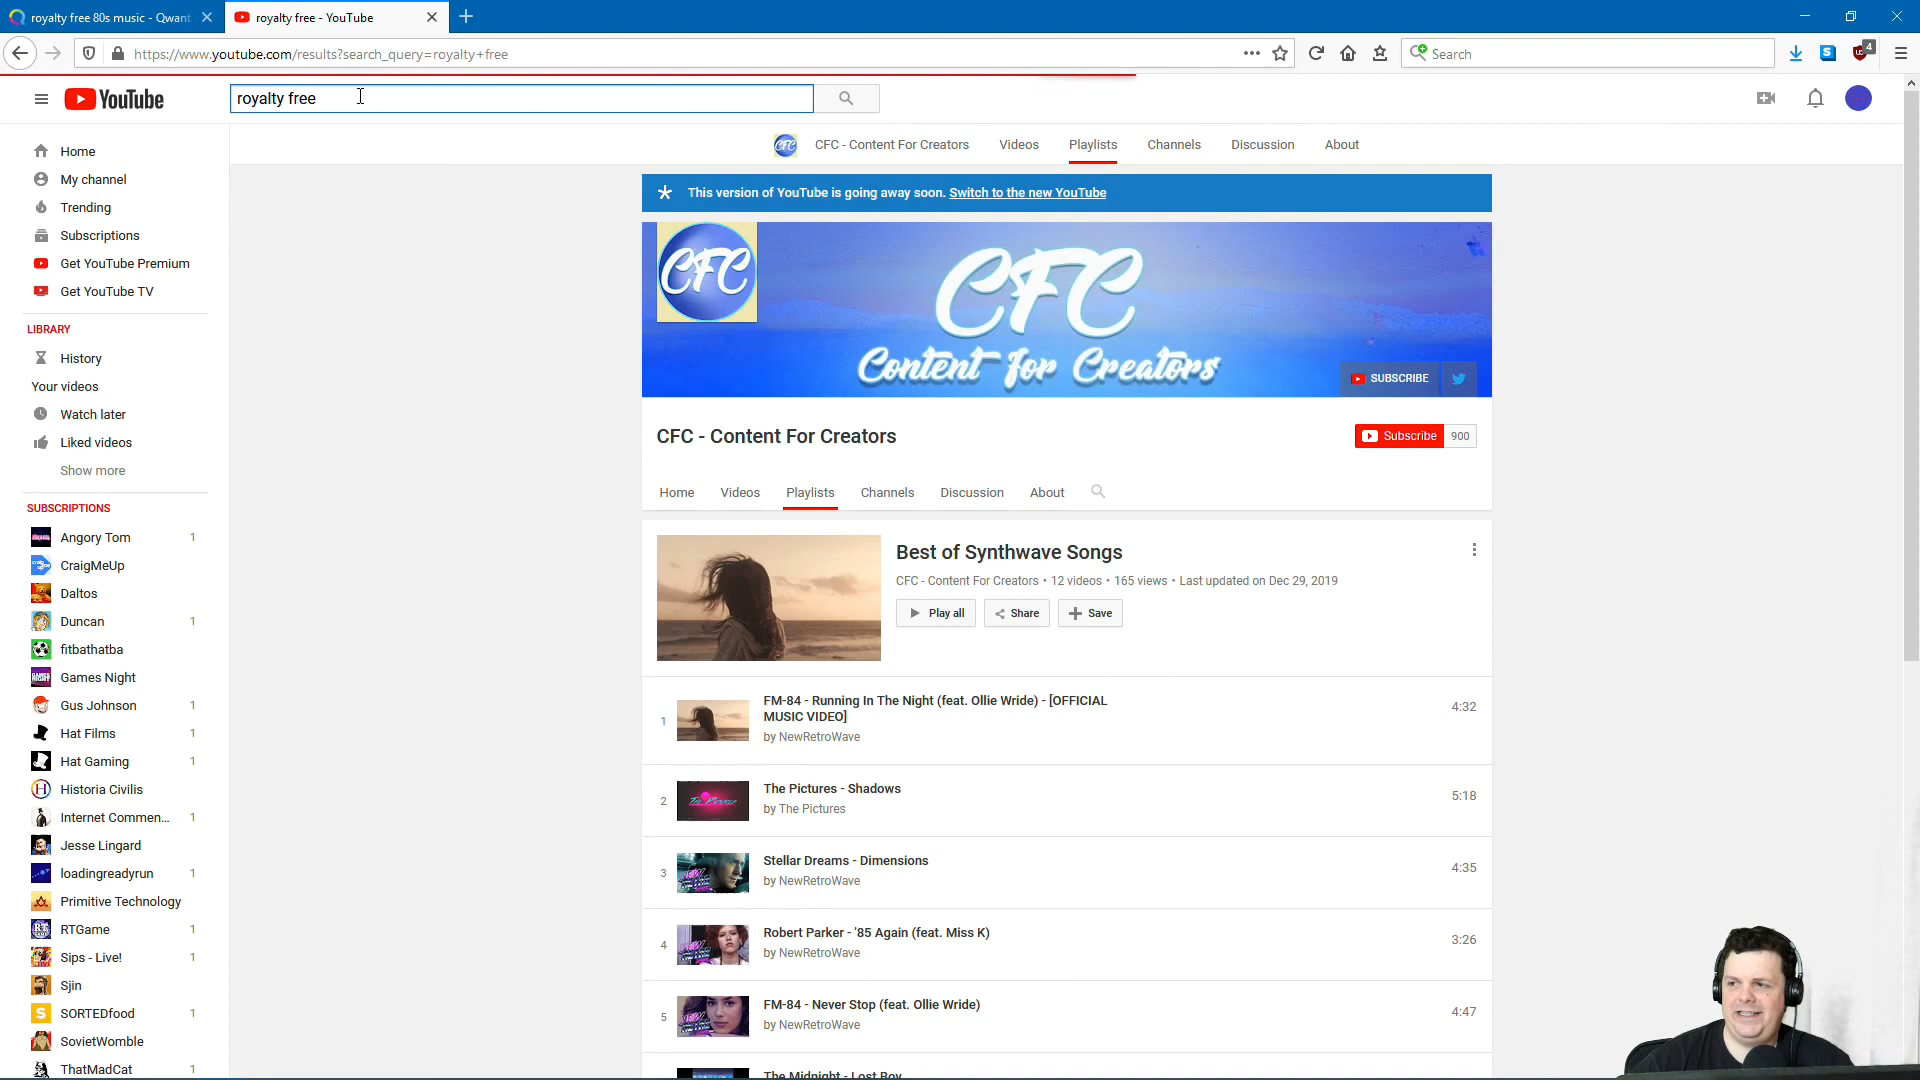 royalty free 80s music - Qwant
royalty free - YouTube
https://www.youtube.com/results?search_query=royalty+free
Search
4
YouTube
royalty free
CFC
CFC - Content For Creators
Videos
Playlists
Channels
Discussion
About
Home
My channel
Trending
Subscriptions
Get YouTube Premium
Get YouTube TV
LIBRARY
History
Your videos
Watch later
Liked videos
Show more
SUBSCRIPTIONS
Angory Tom 1
CraigMeUp
Daltos
Duncan 1
fitbathatba
Games Night
Gus Johnson 1
Hat Films 1
Hat Gaming 1
Historia Civilis
Internet Commen... 1
Jesse Lingard
loadingreadyrun 1
Primitive Technology
RTGame 1
Sips - Live! 1
Sjin
SORTEDfood 1
SovietWomble
ThatMadCat 1
This version of YouTube is going away soon. Switch to the new YouTube
CFC
CFC
Content for Creators
SUBSCRIBE
CFC - Content For Creators
Subscribe 900
Home
Videos
Playlists
Channels
Discussion
About
Best of Synthwave Songs
CFC - Content For Creators • 12 videos • 165 views • Last updated on Dec 29, 2019
Play all
Share
Save
1
FM-84 - Running In The Night (feat. Ollie Wride) - [OFFICIAL
MUSIC VIDEO]
by NewRetroWave
4:32
2
The Pictures - Shadows
by The Pictures
5:18
3
Stellar Dreams - Dimensions
by NewRetroWave
4:35
4
Robert Parker - '85 Again (feat. Miss K)
by NewRetroWave
3:26
5
FM-84 - Never Stop (feat. Ollie Wride)
by NewRetroWave
4:47
The Midnight - Lost Boy